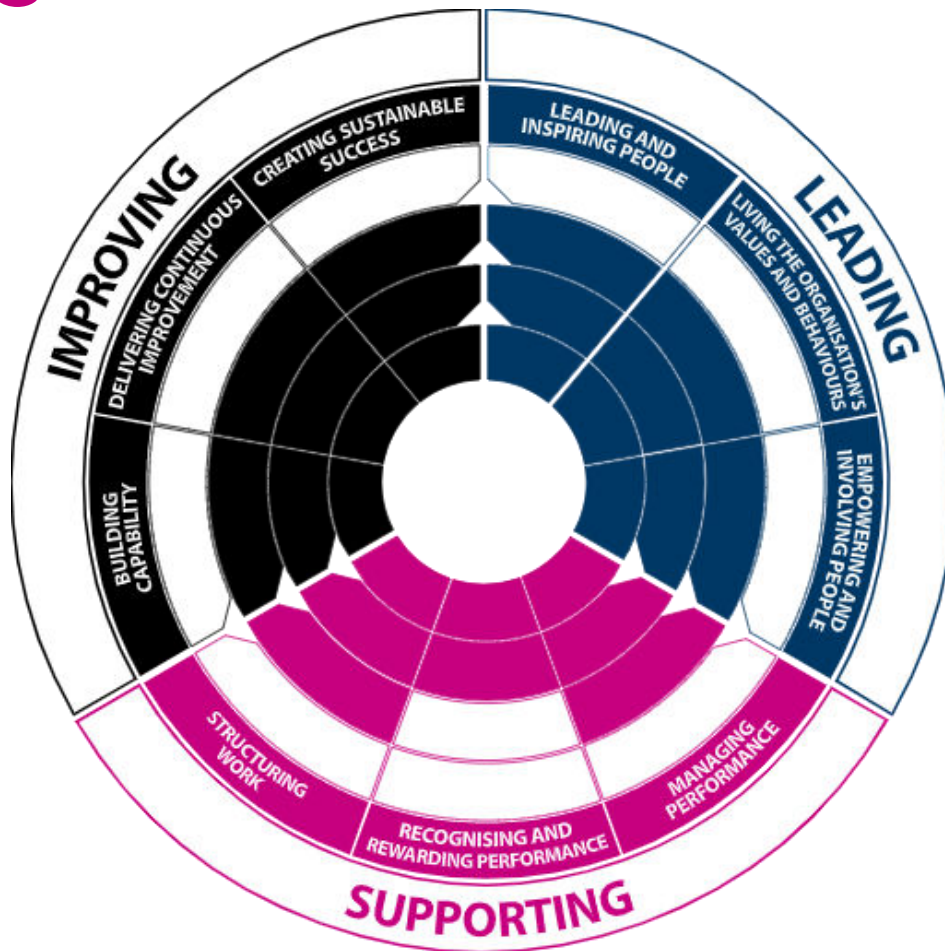 IMPROVING
LEADING
SUPPORTING
CREATING SUSTAINABLE
SUCCESS
LEADING AND
INSPIRING PEOPLE
LIVING THE ORGANISATION'S
VALUES AND BEHAVIOURS
EMPOWERING AND
INVOLVING PEOPLE
MANAGING
PERFORMANCE
RECOGNISING AND
REWARDING PERFORMANCE
STRUCTURING
WORK
BUILDING
CAPABILITY
DELIVERING CONTINUOUS
IMPROVEMENT